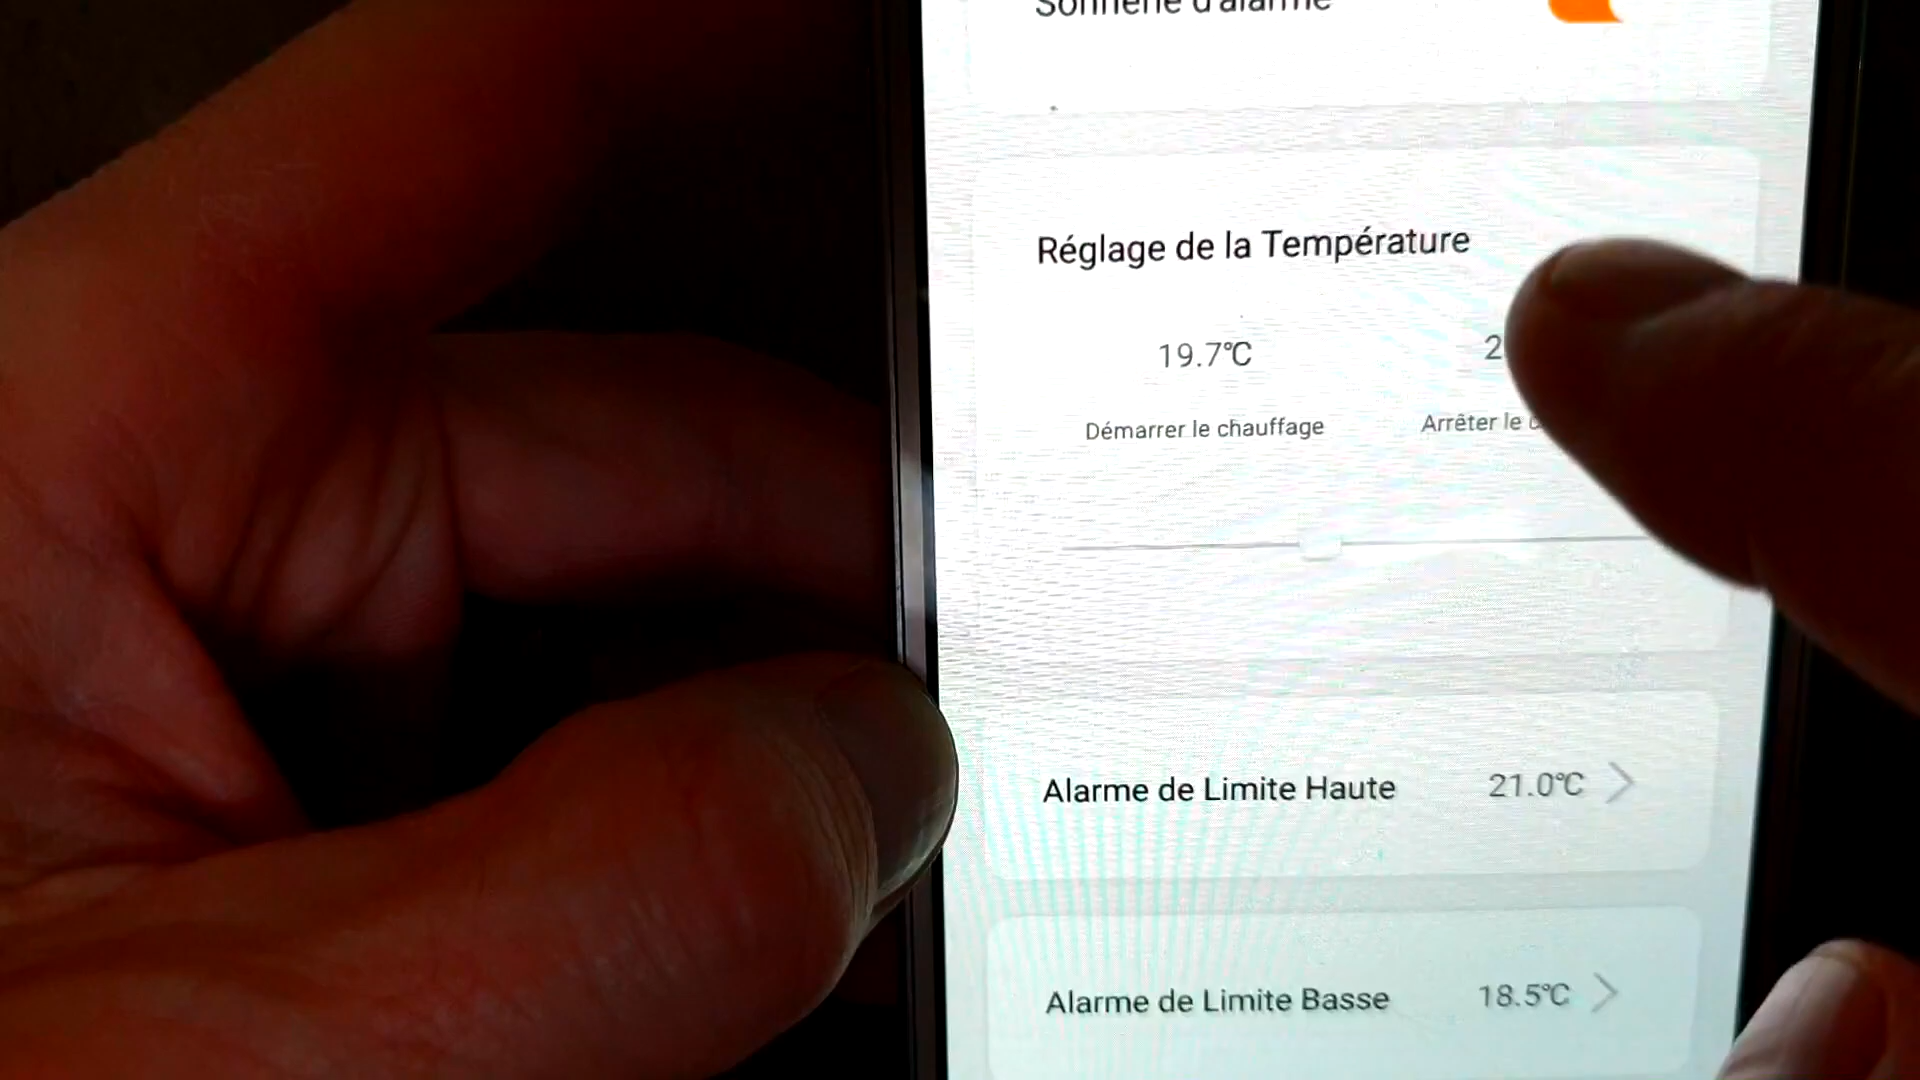 Sonnerie d'alarme
Réglage de la Température
19.7℃
Démarrer le chauffage
Arrêter le
Alarme de Limite Haute 21.0℃
Alarme de Limite Basse 18.5℃